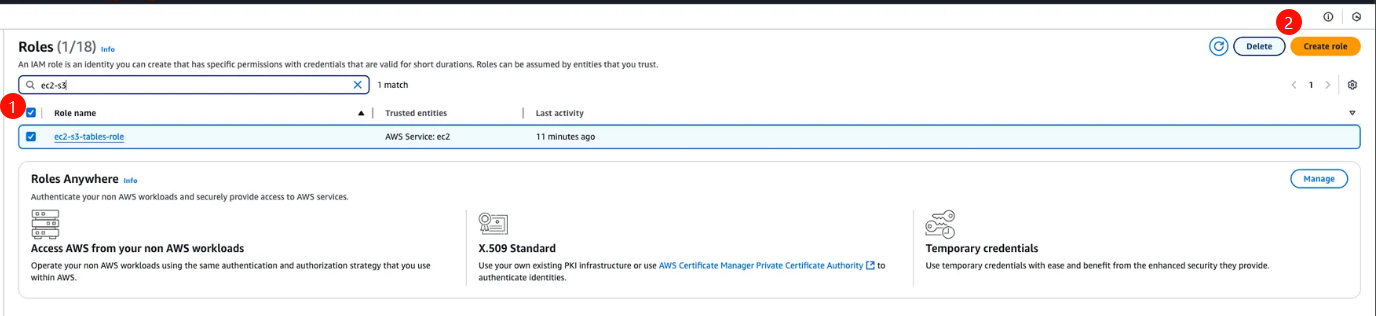 2
Roles (1/18) Info
Delete
Create role
An IAM role is an identity you can create that has specific permissions with credentials that are valid for short durations. Roles can be assumed by entities that you trust.
ec2-s3
1 match
1
1
Role name
Trusted entities
Last activity
ec2-s3-tables-role
AWS Service: ec2
11 minutes ago
Roles Anywhere Info
Manage
Authenticate your non AWS workloads and securely provide access to AWS services.
Access AWS from your non AWS workloads
Operate your non AWS workloads using the same authentication and authorization strategy that you use
within AWS.
X.509 Standard
Use your own existing PKI infrastructure or use AWS Certificate Manager Private Certificate Authority to
authenticate identities.
Temporary credentials
Use temporary credentials with ease and benefit from the enhanced security they provide.